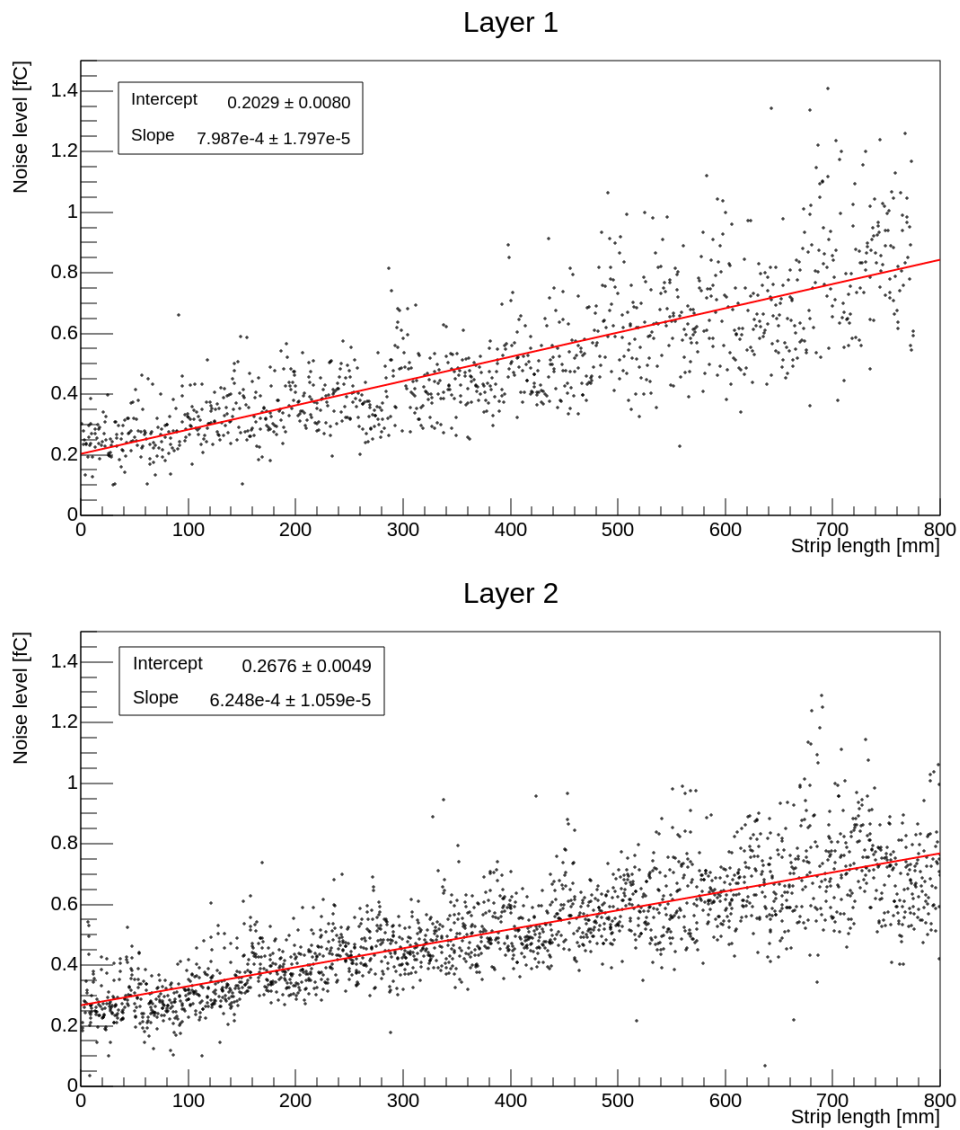 Layer 1
Noise level [fC]
Intercept 0.2029 ± 0.0080
Slope 7.987e-4 ± 1.797e-5
1.4
1.2
1
0.8
0.6
0.4
0.2
0
0 100 200 300 400 500 600 700 800
Strip length [mm]
Layer 2
Noise level [fC]
Intercept 0.2676 ± 0.0049
Slope 6.248e-4 ± 1.059e-5
1.4
1.2
1
0.8
0.6
0.4
0.2
0
0 100 200 300 400 500 600 700 800
Strip length [mm]